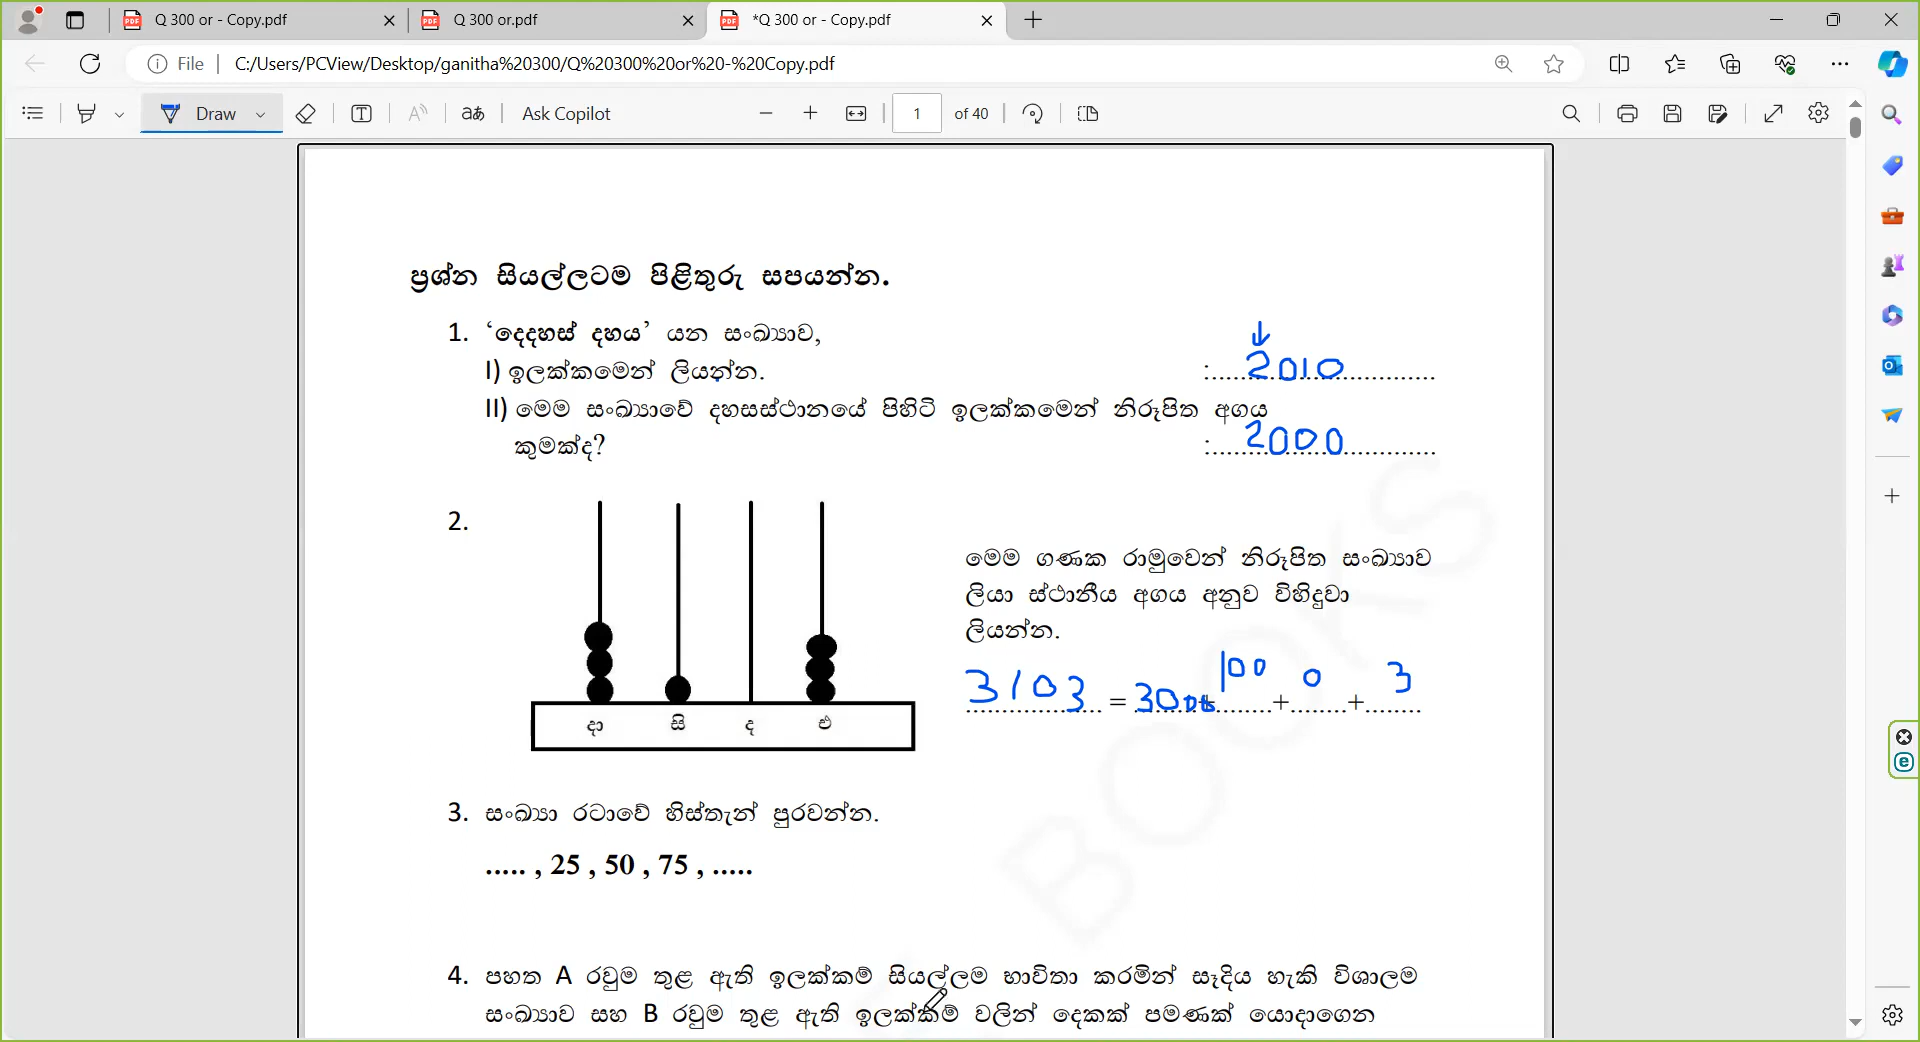 Q 300 or - Copy.pdf
Q 300 or.pdf
*Q 300 or - Copy.pdf
File
C:/Users/PCView/Desktop/ganitha%20300/Q%20300%20or%20-%20Copy.pdf
Draw
aあ
Ask Copilot
1 of 40
ප්‍රශ්න සියල්ලටම පිළිතුරු සපයන්න.
1. ‘දෙදහස් දහය’ යන සංඛ්‍යාව,
I) ඉලක්කමෙන් ලියන්න. :..... 2010 .....
II) මෙම සංඛ්‍යාවේ දහසස්ථානයේ පිහිටි ඉලක්කමෙන් නිරූපිත අගය
කුමක්ද? :..... 2000 .....
2.
මෙම ගණක රාමුවෙන් නිරූපිත සංඛ්‍යාව
ලියා ස්ථානීය අගය අනුව විහිදුවා
ලියන්න.
3103 = 3000 + 100 + 0 + 3
දා සි ද එ
3. සංඛ්‍යා රටාවේ හිස්තැන් පුරවන්න.
..... , 25 , 50 , 75 , .....
4. පහත A රවුම තුළ ඇති ඉලක්කම් සියල්ලම භාවිතා කරමින් සෑදිය හැකි විශාලම
සංඛ්‍යාව සහ B රවුම තුළ ඇති ඉලක්කම් වලින් දෙකක් පමණක් යොදාගෙන
BOOKS